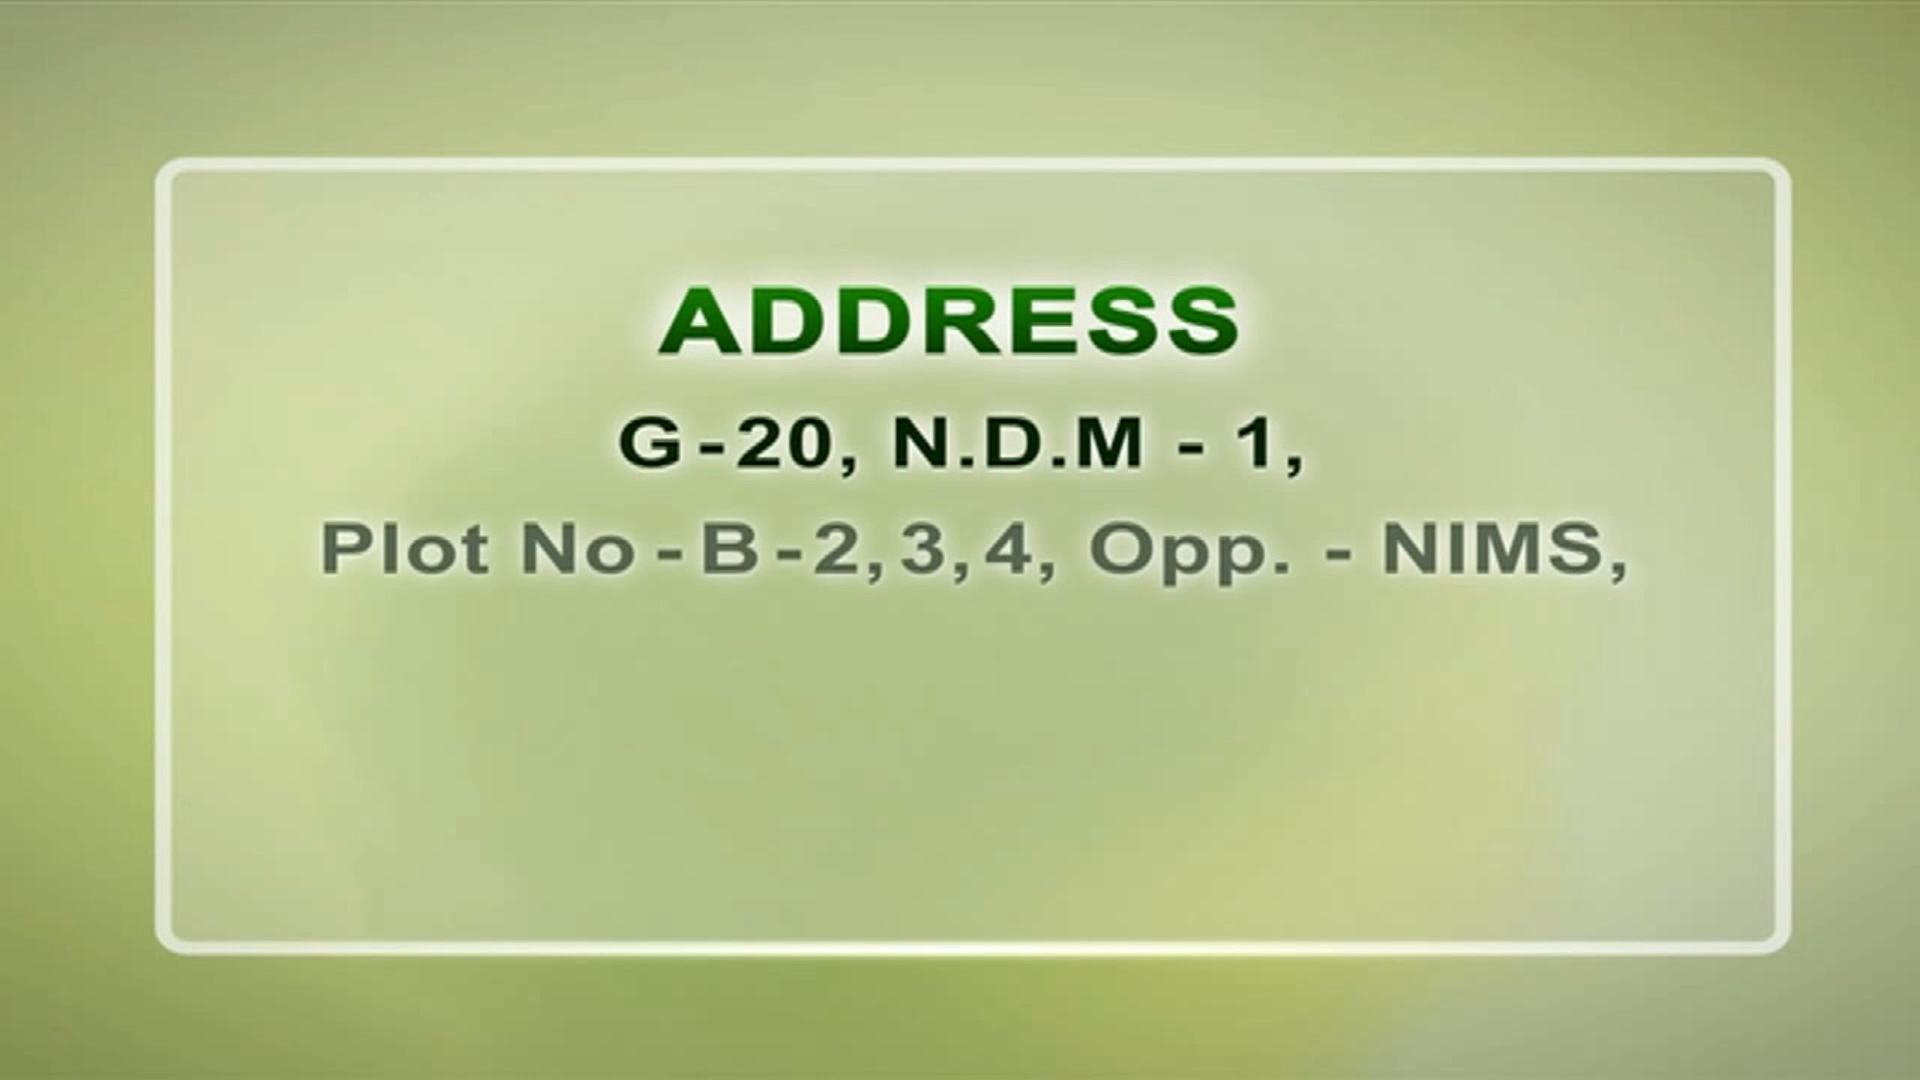 ADDRESS
G-20, N.D.M - 1,
Plot No-B-2,3,4, Opp. - NIMS,